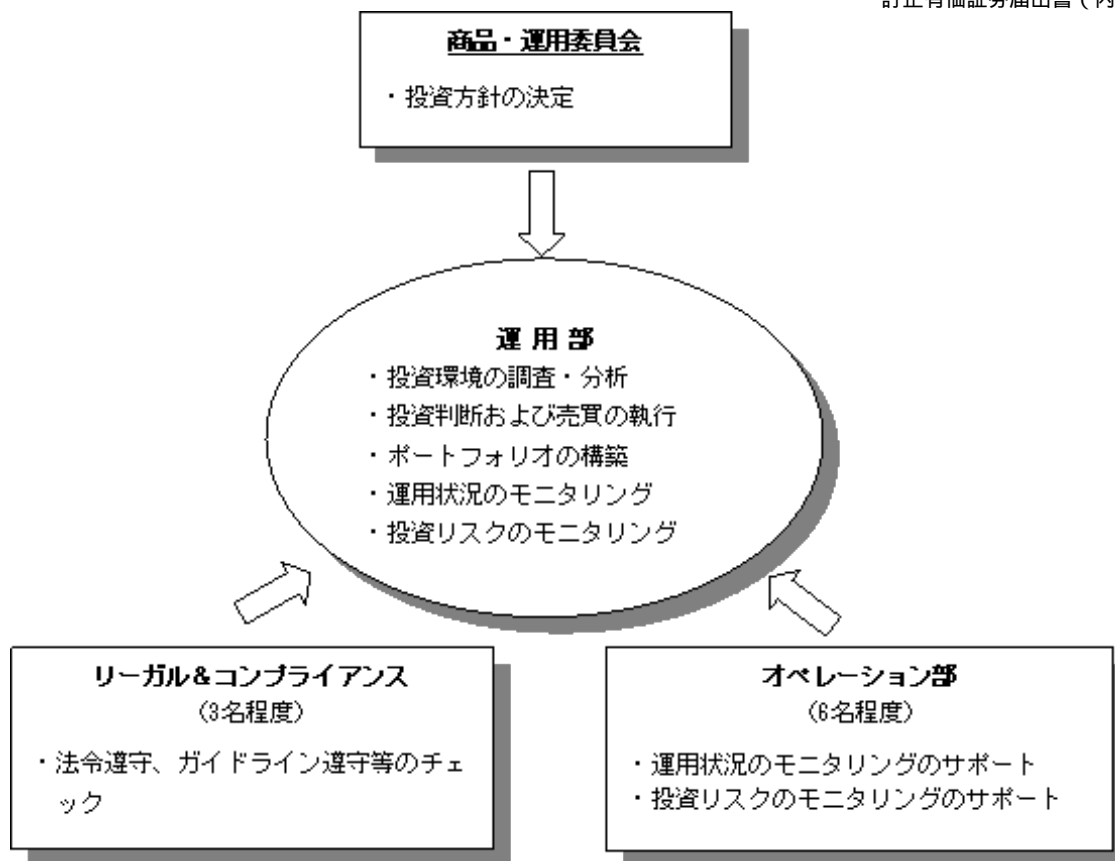 訂正有価証券届出書（内
商品・運用委員会
・投資方針の決定
運 用 部
・投資環境の調査・分析
・投資判断および売買の執行
・ポートフォリオの構築
・運用状況のモニタリング
・投資リスクのモニタリング
リーガル＆コンプライアンス
（3名程度）
・法令遵守、ガイドライン遵守等のチェ
ック
オペレーション部
（6名程度）
・運用状況のモニタリングのサポート
・投資リスクのモニタリングのサポート